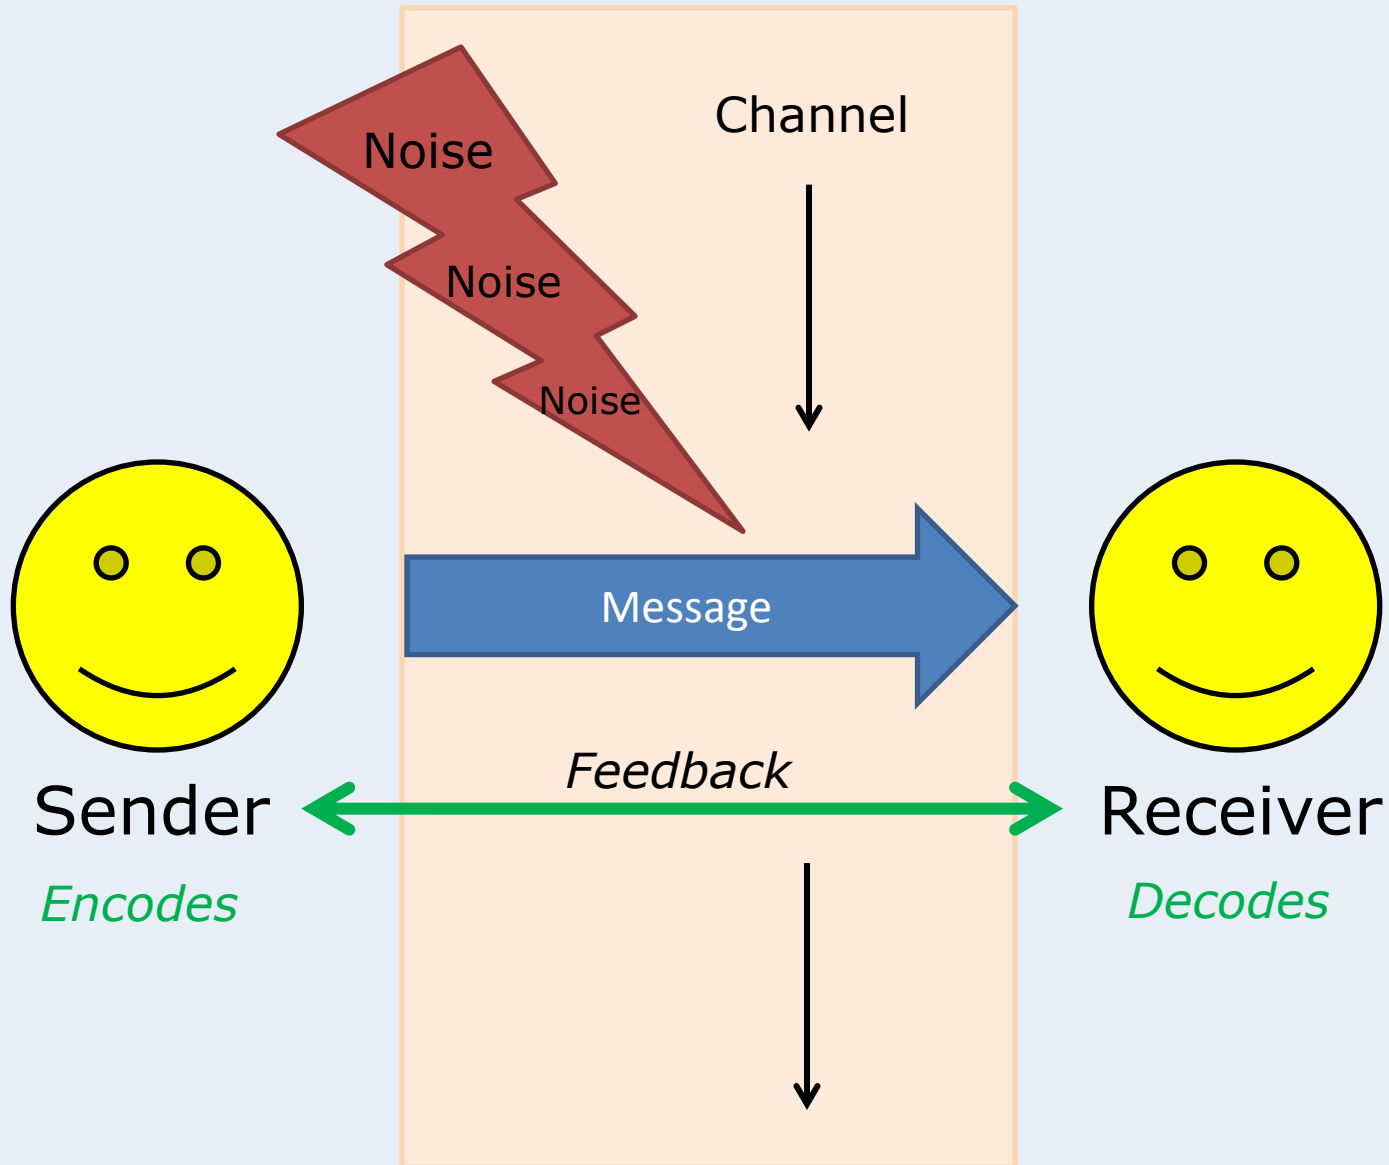 Channel
Noise
Noise
Noise
Message
Feedback
Sender
Receiver
Encodes
Decodes